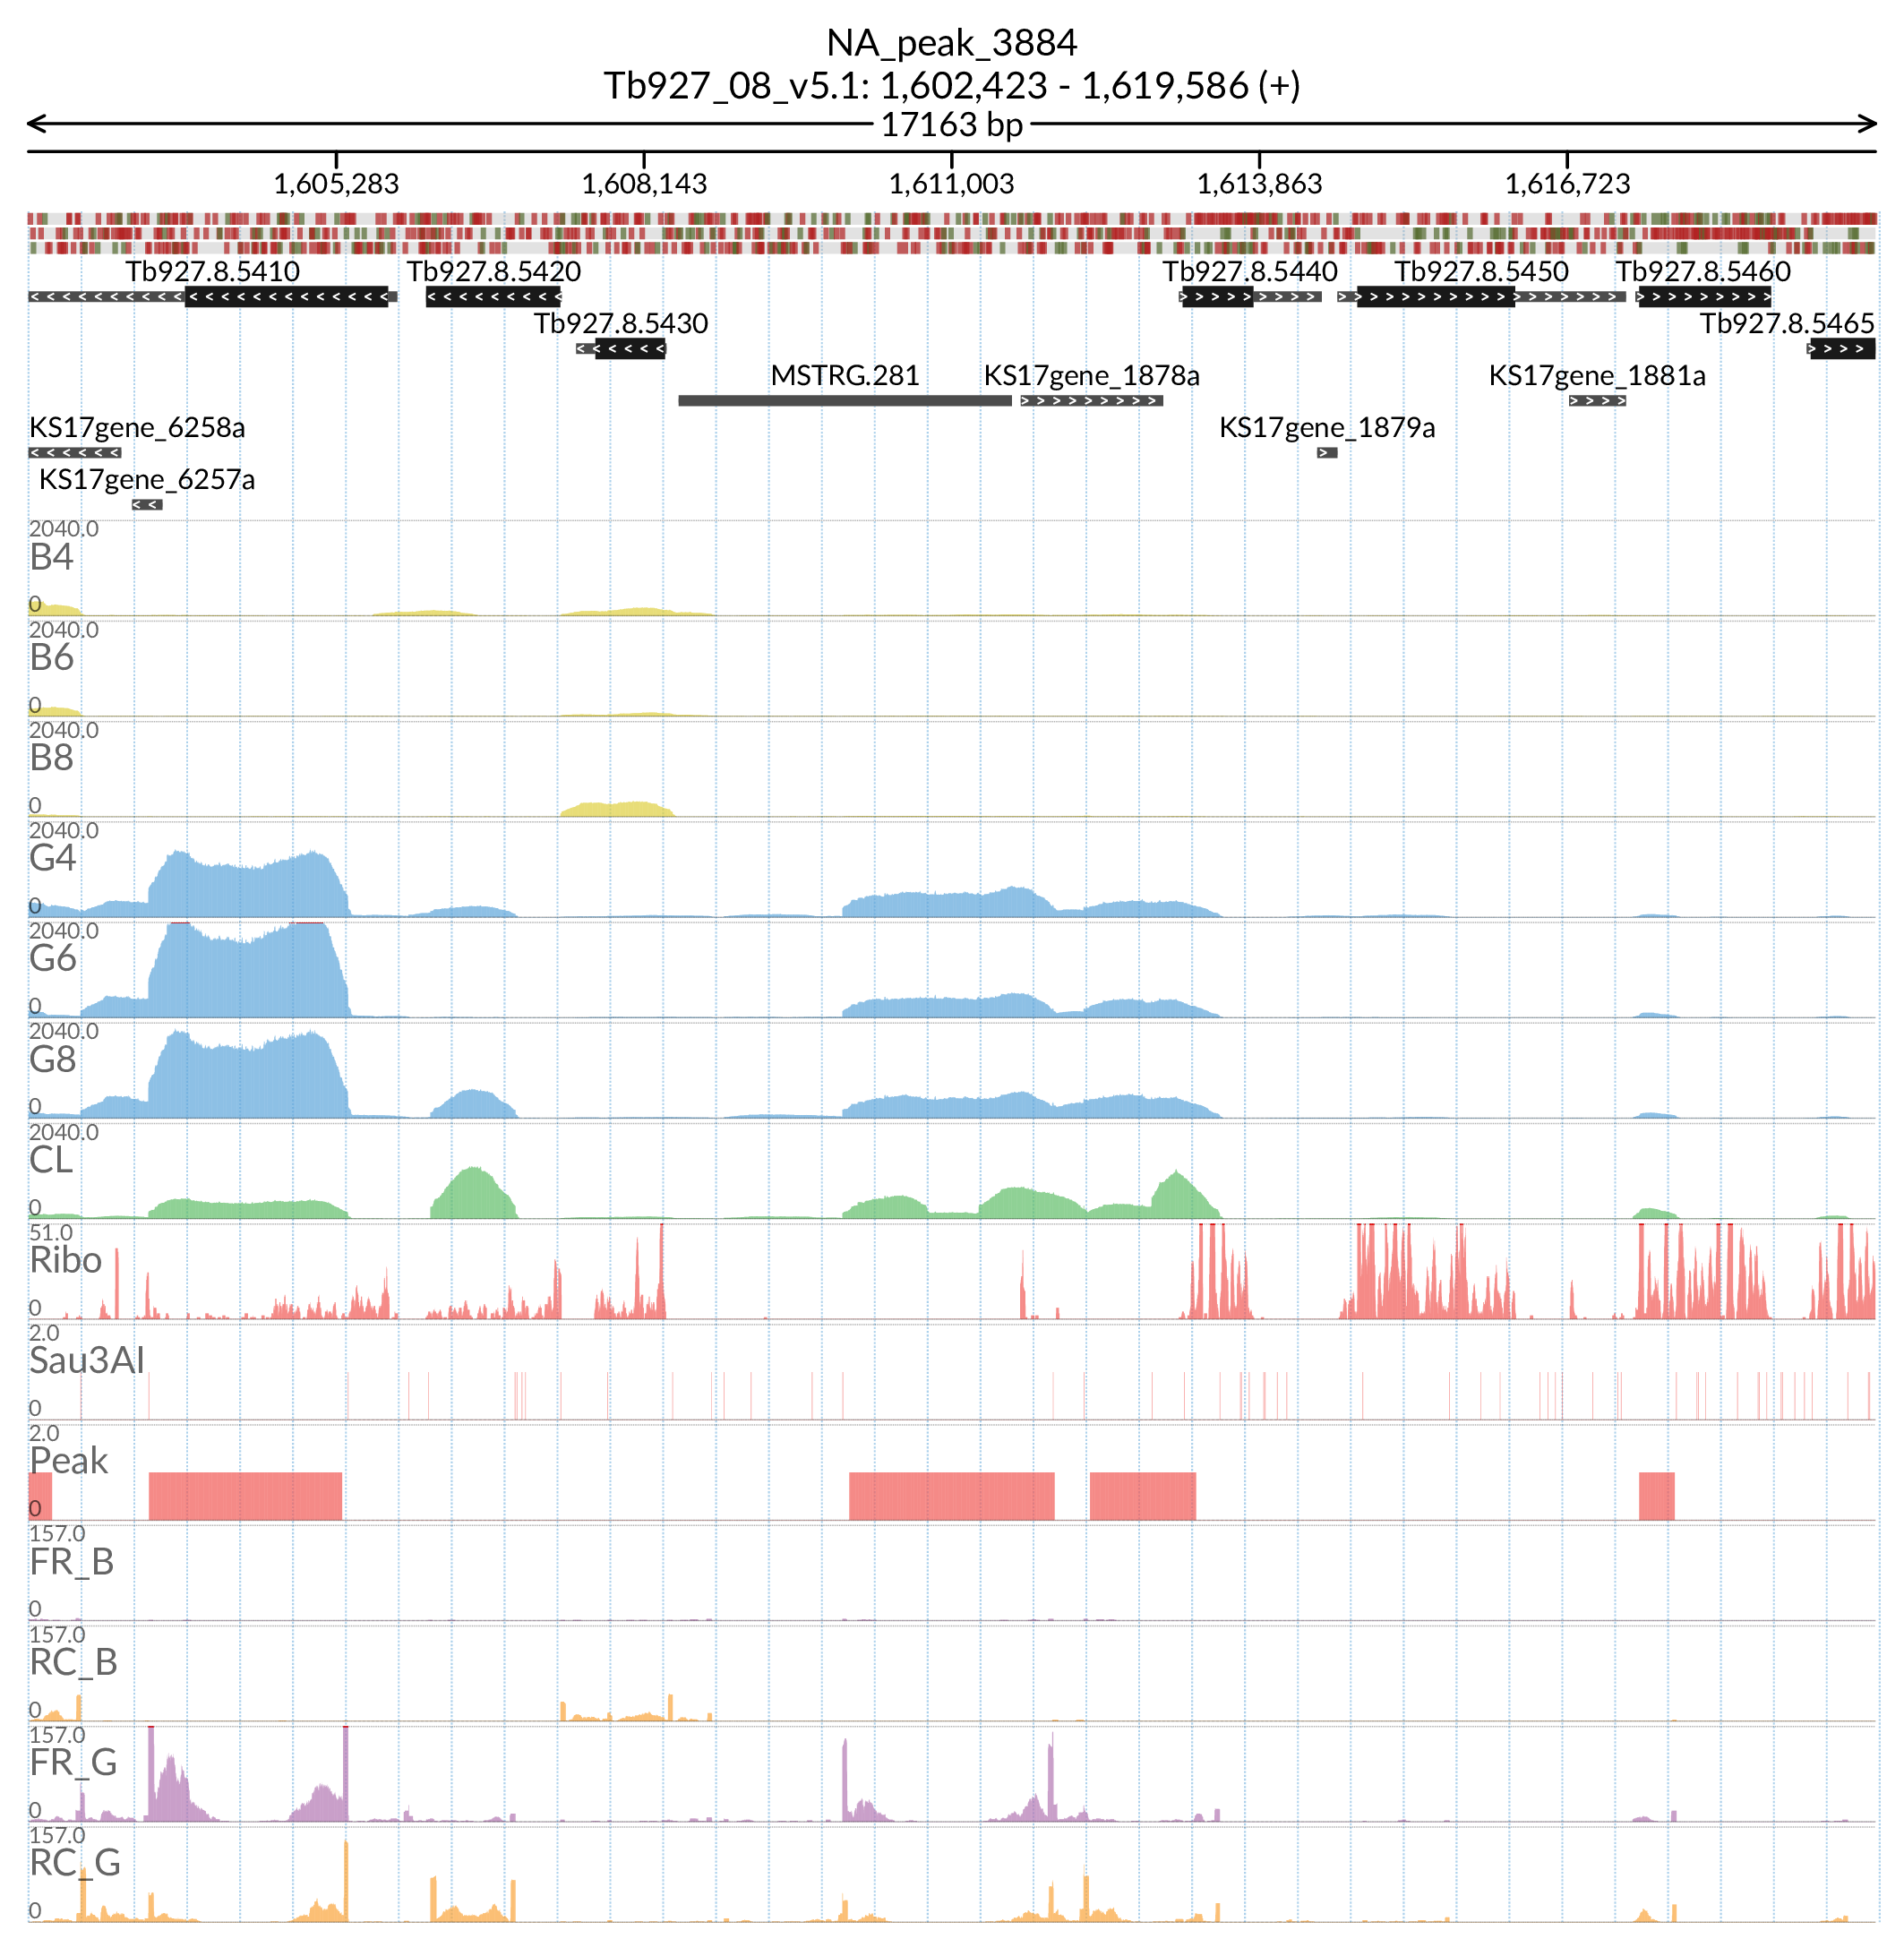 NA_peak_3884
Tb927_08_v5.1: 1,602,423 - 1,619,586 (+)
17163 bp
1,605,283 1,608,143 1,611,003 1,613,863 1,616,723
Tb927.8.5410 Tb927.8.5420 Tb927.8.5440 Tb927.8.5450 Tb927.8.5460
Tb927.8.5430 Tb927.8.5465
MSTRG.281 KS17gene_1878a KS17gene_1881a
KS17gene_6258a KS17gene_1879a
KS17gene_6257a
2040.0
B4
0
2040.0
B6
0
2040.0
B8
0
2040.0
G4
0
2040.0
G6
0
2040.0
G8
0
2040.0
CL
0
51.0
Ribo
0
2.0
Sau3AI
0
2.0
Peak
0
157.0
FR_B
0
157.0
RC_B
0
157.0
FR_G
0
157.0
RC_G
0